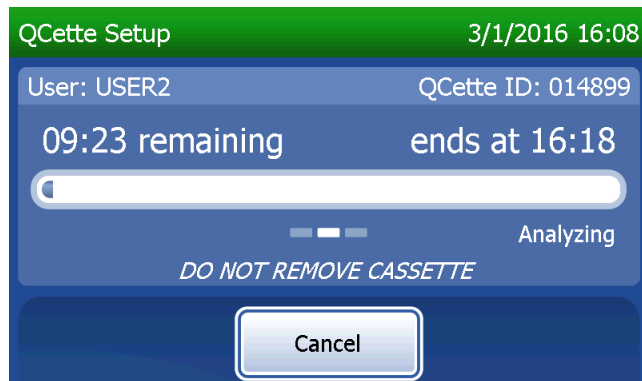 QCette Setup 3/1/2016 16:08
User: USER2 QCette ID: 014899
09:23 remaining ends at 16:18
Analyzing
DO NOT REMOVE CASSETTE
Cancel